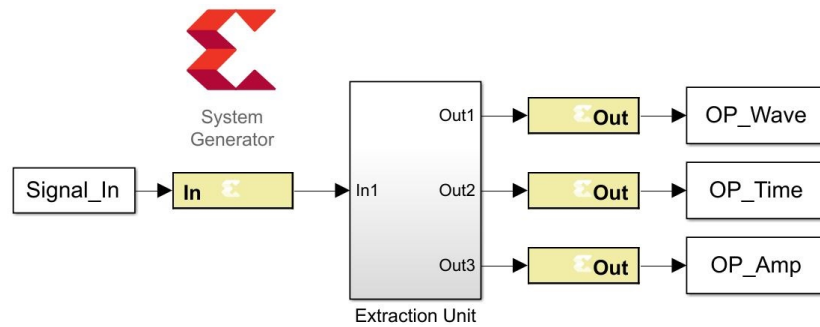 System
Generator
Out1
Out
OP_Wave
Signal_In
In
In1
Out2
Out
OP_Time
Out3
Out
OP_Amp
Extraction Unit